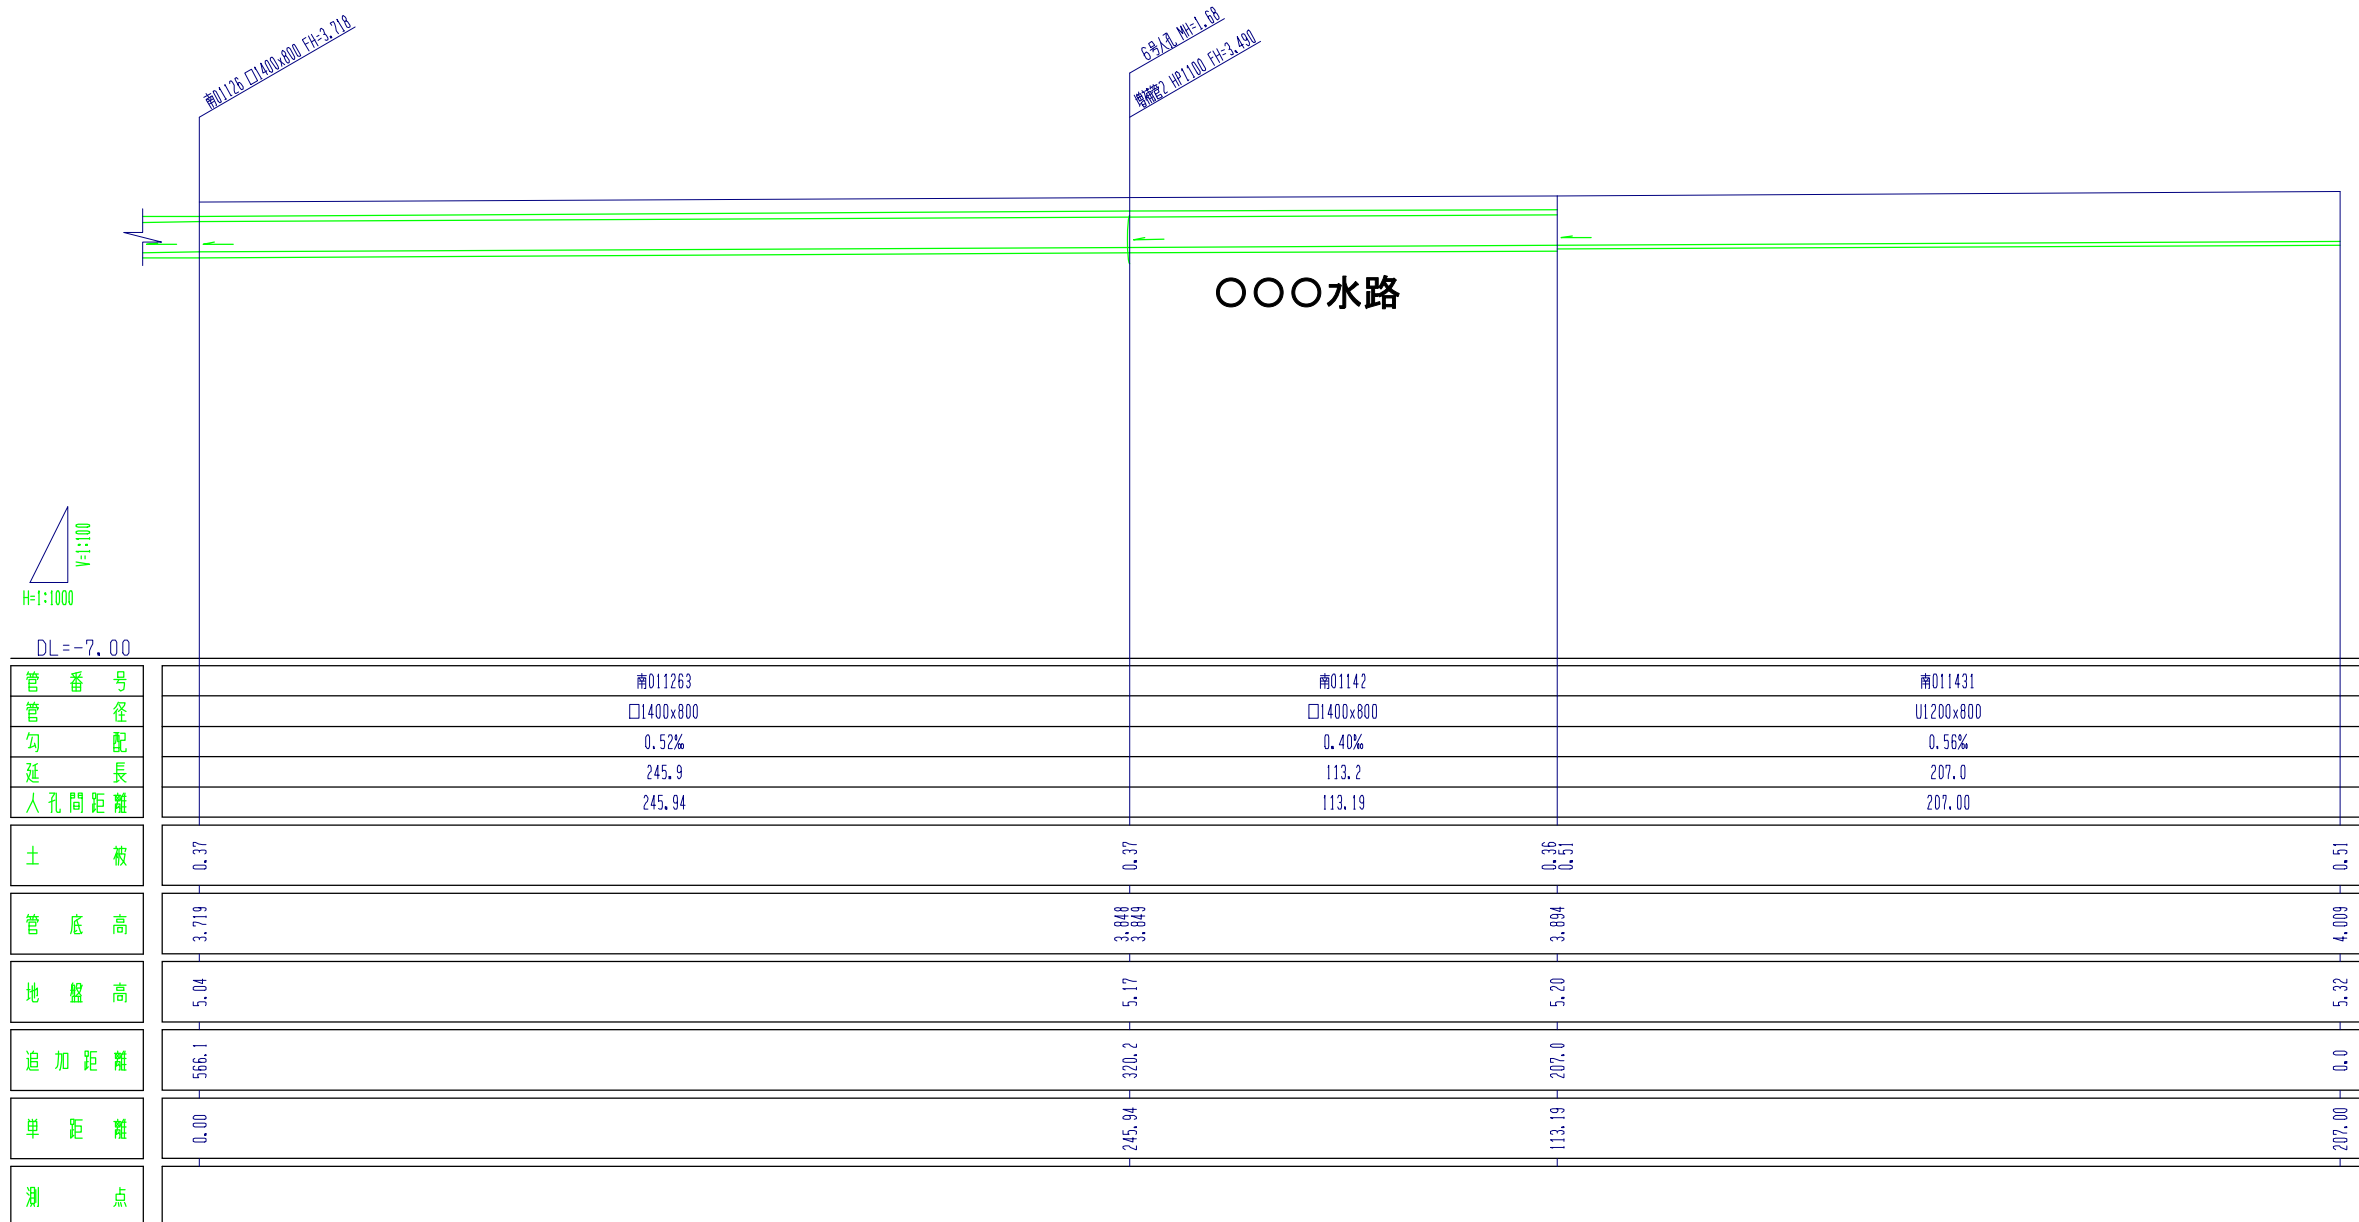 南01126 □1400x800 FH=3.718
6号人孔 MH=1.68
増補管2 HP1100 FH=3.490
〇〇〇水路
V=1:100
H=1:1000
DL=-7.00
管番号 南011263 南01142 南011431
管径 □1400x800 □1400x800 U1200x800
勾配 0.52‰ 0.40‰ 0.56‰
延長 245.9 113.2 207.0
人孔間距離 245.94 113.19 207.00
土被 0.37 0.37 0.36 0.51 0.51
管底高 3.719 3.848 3.849 3.894 4.009
地盤高 5.04 5.17 5.20 5.32
追加距離 566.1 320.2 207.0 0.0
単距離 0.00 245.94 113.19 207.00
測点